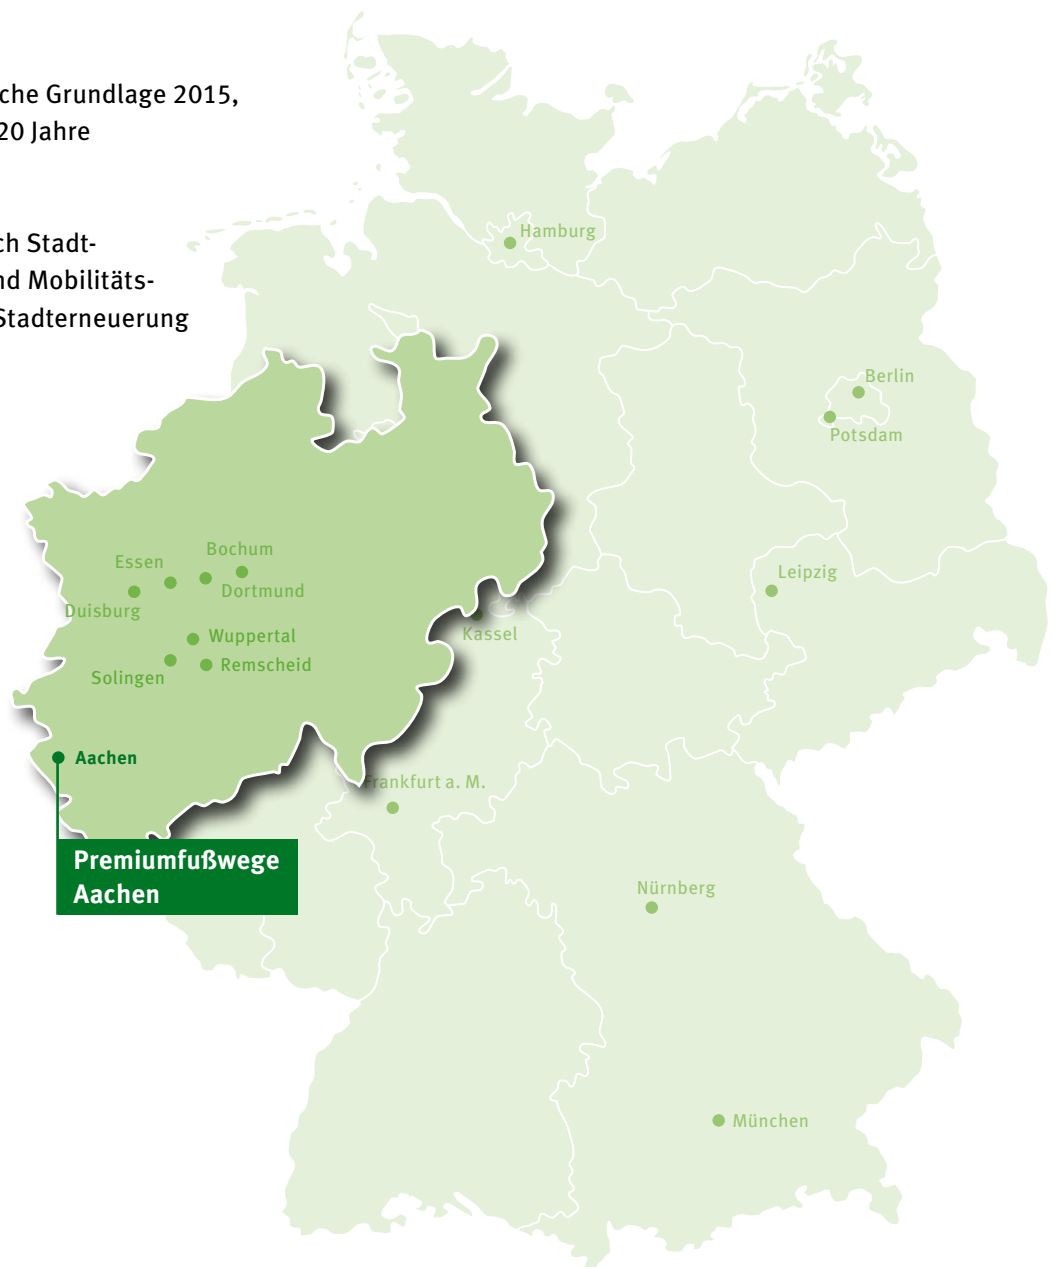 che Grundlage 2015,
20 Jahre
ch Stadt-
nd Mobilitäts-
Stadterneuerung
Hamburg
Berlin
Potsdam
Bochum
Essen
Dortmund
Duisburg
Leipzig
Wuppertal
Kassel
Remscheid
Solingen
Aachen
Frankfurt a. M.
Premiumfußwege
Aachen
Nürnberg
München